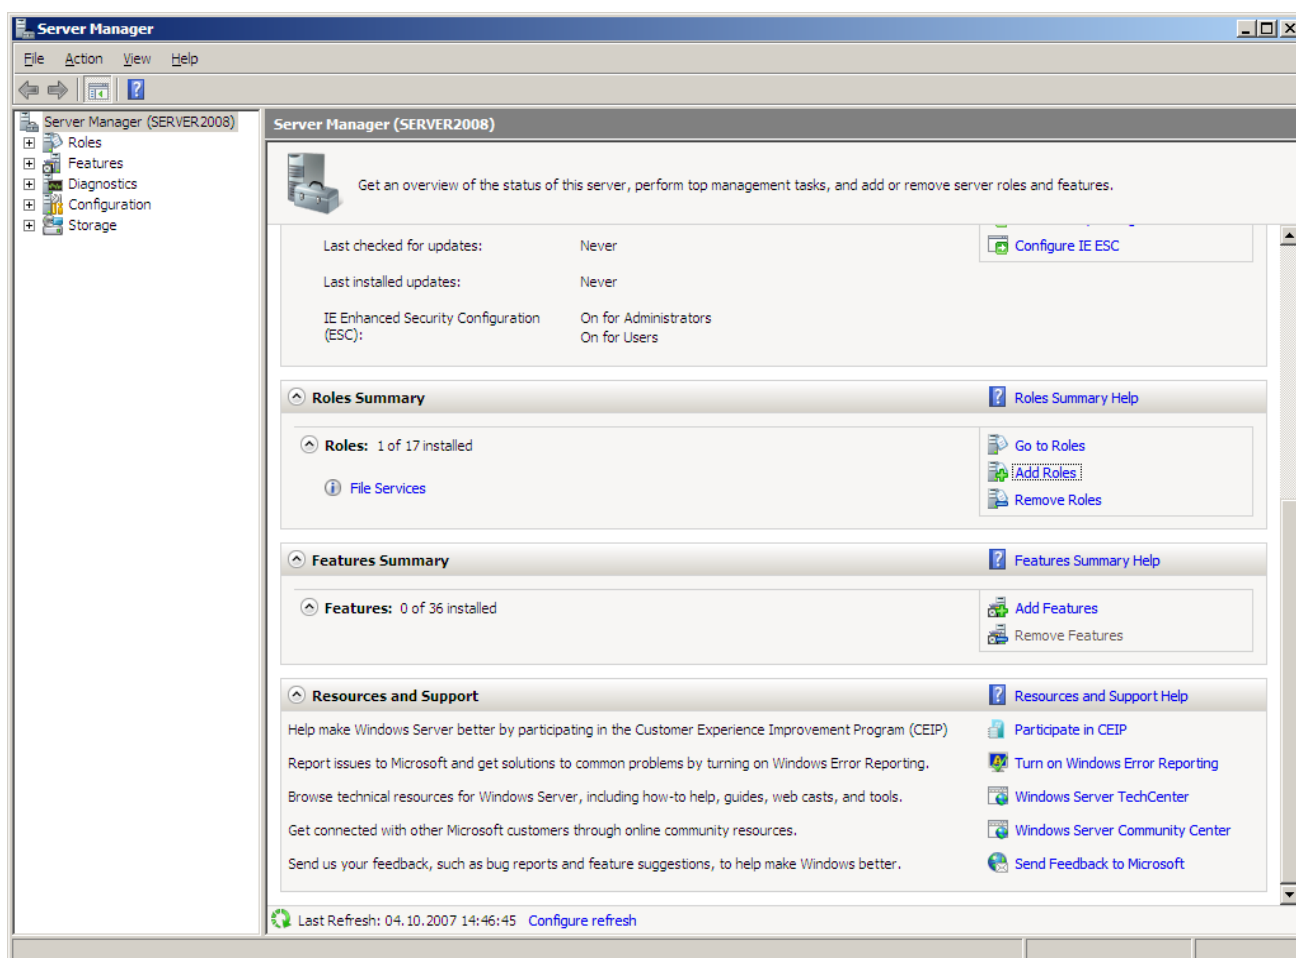 Server Manager
File Action View Help
Server Manager (SERVER2008)
Roles
Features
Diagnostics
Configuration
Storage
Server Manager (SERVER2008)
Get an overview of the status of this server, perform top management tasks, and add or remove server roles and features.
Last checked for updates: Never
Configure IE ESC
Last installed updates: Never
IE Enhanced Security Configuration On for Administrators
(ESC): On for Users
Roles Summary Roles Summary Help
Roles: 1 of 17 installed Go to Roles
Add Roles
File Services
Remove Roles
Features Summary Features Summary Help
Features: 0 of 36 installed Add Features
Remove Features
Resources and Support Resources and Support Help
Help make Windows Server better by participating in the Customer Experience Improvement Program (CEIP) Participate in CEIP
Report issues to Microsoft and get solutions to common problems by turning on Windows Error Reporting. Turn on Windows Error Reporting
Browse technical resources for Windows Server, including how-to help, guides, web casts, and tools. Windows Server TechCenter
Get connected with other Microsoft customers through online community resources. Windows Server Community Center
Send us your feedback, such as bug reports and feature suggestions, to help make Windows better. Send Feedback to Microsoft
Last Refresh: 04.10.2007 14:46:45 Configure refresh